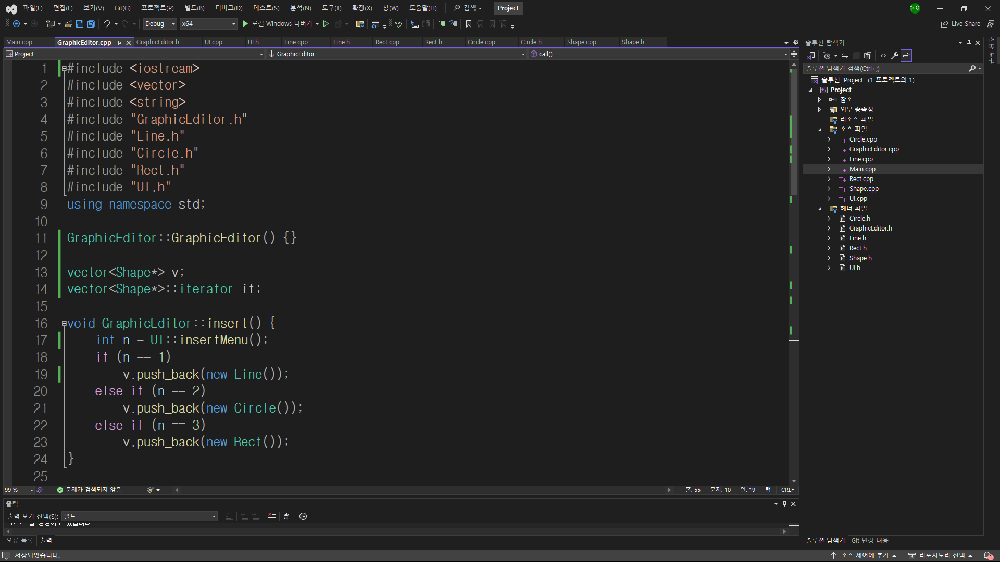 파일(F) 편집(E) 보기(V) Git(G) 프로젝트(P) 빌드(B) 디버그(D) 테스트(S) 분석(N) 도구(T) 확장(X) 창(W) 도움말(H) 검색 Project
Debug x64 로컬 Windows 디버거 Live Share
Main.cpp GraphicEditor.cpp GraphicEditor.h UI.cpp UI.h Line.cpp Line.h Rect.cpp Rect.h Circle.cpp Circle.h Shape.cpp Shape.h
Project GraphicEditor call()
1 #include <iostream>
2 #include <vector>
3 #include <string>
4 #include "GraphicEditor.h"
5 #include "Line.h"
6 #include "Circle.h"
7 #include "Rect.h"
8 #include "UI.h"
9 using namespace std;
10
11 GraphicEditor::GraphicEditor() {}
12
13 vector<Shape*> v;
14 vector<Shape*>::iterator it;
15
16 void GraphicEditor::insert() {
17 int n = UI::insertMenu();
18 if (n == 1)
19 v.push_back(new Line());
20 else if (n == 2)
21 v.push_back(new Circle());
22 else if (n == 3)
23 v.push_back(new Rect());
24 }
25
99 % 문제가 검색되지 않음 줄: 55 문자: 10 열: 19 탭 CRLF
출력
출력 보기 선택(S): 빌드
오류 목록 출력
솔루션 탐색기
솔루션 탐색기 검색(Ctrl+;)
솔루션 'Project' (1 프로젝트의 1)
Project
참조
외부 종속성
리소스 파일
소스 파일
Circle.cpp
GraphicEditor.cpp
Line.cpp
Main.cpp
Rect.cpp
Shape.cpp
UI.cpp
헤더 파일
Circle.h
GraphicEditor.h
Line.h
Rect.h
Shape.h
UI.h
솔루션 탐색기 Git 변경 내용
진단 도구
저장되었습니다. 소스 제어에 추가 리포지토리 선택 1